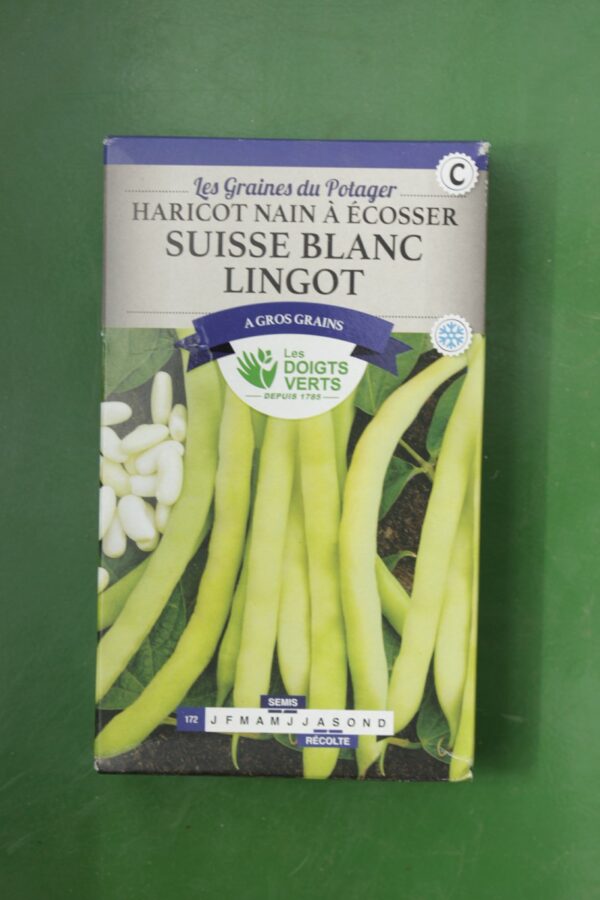 C
Les Graines du Potager
HARICOT NAIN À ÉCOSSER
SUISSE BLANC
LINGOT
A GROS GRAINS
Les
DOIGTS
VERTS
DEPUIS 1785
SEMIS
172 J F M A M J J A S O N D
RÉCOLTE